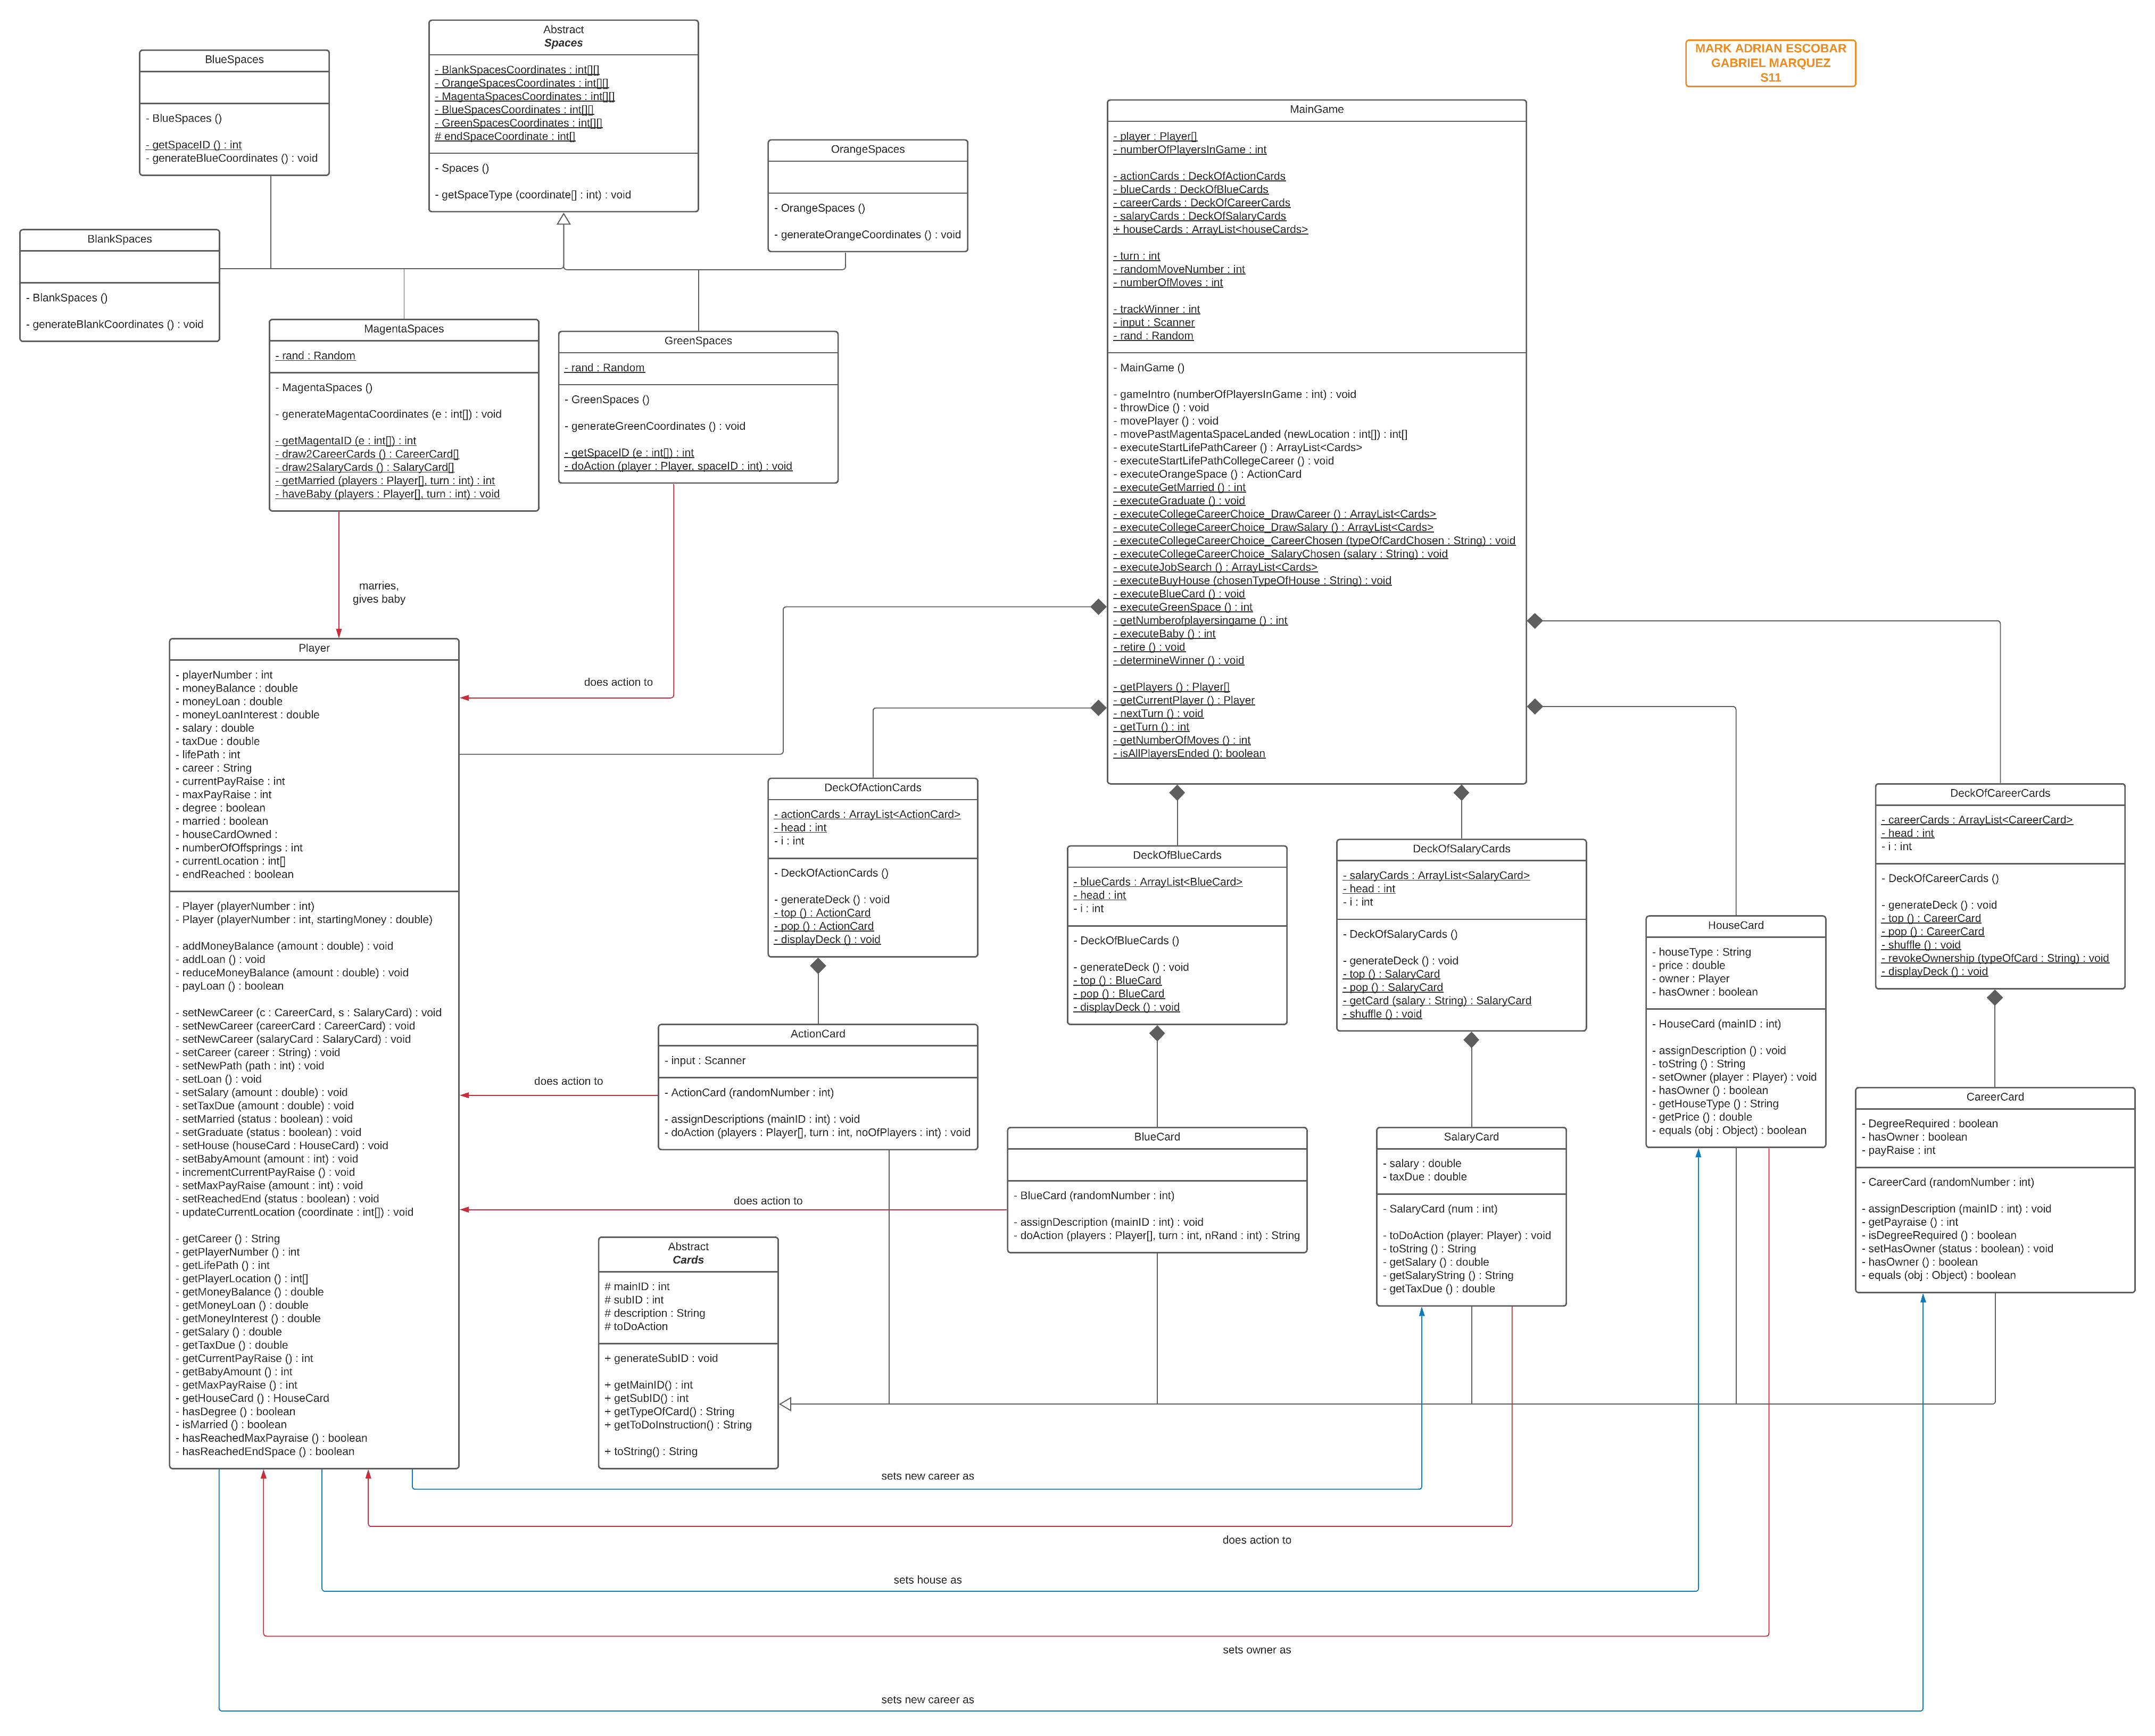 MARK ADRIAN ESCOBAR
GABRIEL MARQUEZ
S11
BlueSpaces
- BlueSpaces ()
- getSpaceID () : int
- generateBlueCoordinates () : void
Abstract
Spaces
- BlankSpacesCoordinates : int[][]
- OrangeSpacesCoordinates : int[][]
- MagentaSpacesCoordinates : int[][]
- BlueSpacesCoordinates : int[][]
- GreenSpacesCoordinates : int[][]
# endSpaceCoordinate : int[]
- Spaces ()
- getSpaceType (coordinate[] : int) : void
OrangeSpaces
- OrangeSpaces ()
- generateOrangeCoordinates () : void
BlankSpaces
- BlankSpaces ()
- generateBlankCoordinates () : void
MagentaSpaces
- rand : Random
- MagentaSpaces ()
- generateMagentaCoordinates (e : int[]) : void
- getMagentaID (e : int[]) : int
- draw2CareerCards () : CareerCard[]
- draw2SalaryCards () : SalaryCard[]
- getMarried (players : Player[], turn : int) : int
- haveBaby (players : Player[], turn : int) : void
GreenSpaces
- rand : Random
- GreenSpaces ()
- generateGreenCoordinates () : void
- getSpaceID (e : int[]) : int
- doAction (player : Player, spaceID : int) : void
MainGame
- player : Player[]
- numberOfPlayersInGame : int
- actionCards : DeckOfActionCards
- blueCards : DeckOfBlueCards
- careerCards : DeckOfCareerCards
- salaryCards : DeckOfSalaryCards
+ houseCards : ArrayList<houseCards>
- turn : int
- randomMoveNumber : int
- numberOfMoves : int
- trackWinner : int
- input : Scanner
- rand : Random
- MainGame ()
- gameIntro (numberOfPlayersInGame : int) : void
- throwDice () : void
- movePlayer () : void
- movePastMagentaSpaceLanded (newLocation : int[]) : int[]
- executeStartLifePathCareer () : ArrayList<Cards>
- executeStartLifePathCollegeCareer () : void
- executeOrangeSpace () : ActionCard
- executeGetMarried () : int
- executeGraduate () : void
- executeCollegeCareerChoice_DrawCareer () : ArrayList<Cards>
- executeCollegeCareerChoice_DrawSalary () : ArrayList<Cards>
- executeCollegeCareerChoice_CareerChosen (typeOfCardChosen : String) : void
- executeCollegeCareerChoice_SalaryChosen (salary : String) : void
- executeJobSearch () : ArrayList<Cards>
- executeBuyHouse (chosenTypeOfHouse : String) : void
- executeBlueCard () : void
- executeGreenSpace () : int
- getNumberofplayersingame () : int
- executeBaby () : int
- retire () : void
- determineWinner () : void
- getPlayers () : Player[]
- getCurrentPlayer () : Player
- nextTurn () : void
- getTurn () : int
- getNumberOfMoves () : int
- isAllPlayersEnded (): boolean
marries,
gives baby
does action to
Player
- playerNumber : int
- moneyBalance : double
- moneyLoan : double
- moneyLoanInterest : double
- salary : double
- taxDue : double
- lifePath : int
- career : String
- currentPayRaise : int
- maxPayRaise : int
- degree : boolean
- married : boolean
- houseCardOwned :
- numberOfOffsprings : int
- currentLocation : int[]
- endReached : boolean
- Player (playerNumber : int)
- Player (playerNumber : int, startingMoney : double)
- addMoneyBalance (amount : double) : void
- addLoan () : void
- reduceMoneyBalance (amount : double) : void
- payLoan () : boolean
- setNewCareer (c : CareerCard, s : SalaryCard) : void
- setNewCareer (careerCard : CareerCard) : void
- setNewCareer (salaryCard : SalaryCard) : void
- setCareer (career : String) : void
- setNewPath (path : int) : void
- setLoan () : void
- setSalary (amount : double) : void
- setTaxDue (amount : double) : void
- setMarried (status : boolean) : void
- setGraduate (status : boolean) : void
- setHouse (houseCard : HouseCard) : void
- setBabyAmount (amount : int) : void
- incrementCurrentPayRaise () : void
- setMaxPayRaise (amount : int) : void
- setReachedEnd (status : boolean) : void
- updateCurrentLocation (coordinate : int[]) : void
- getCareer () : String
- getPlayerNumber () : int
- getLifePath () : int
- getPlayerLocation () : int[]
- getMoneyBalance () : double
- getMoneyLoan () : double
- getMoneyInterest () : double
- getSalary () : double
- getTaxDue () : double
- getCurrentPayRaise () : int
- getBabyAmount () : int
- getMaxPayRaise () : int
- getHouseCard () : HouseCard
- hasDegree () : boolean
- isMarried () : boolean
- hasReachedMaxPayraise () : boolean
- hasReachedEndSpace () : boolean
DeckOfActionCards
- actionCards : ArrayList<ActionCard>
- head : int
- i : int
- DeckOfActionCards ()
- generateDeck () : void
- top () : ActionCard
- pop () : ActionCard
- displayDeck () : void
DeckOfBlueCards
- blueCards : ArrayList<BlueCard>
- head : int
- i : int
- DeckOfBlueCards ()
- generateDeck () : void
- top () : BlueCard
- pop () : BlueCard
- displayDeck () : void
DeckOfSalaryCards
- salaryCards : ArrayList<SalaryCard>
- head : int
- i : int
- DeckOfSalaryCards ()
- generateDeck () : void
- top () : SalaryCard
- pop () : SalaryCard
- getCard (salary : String) : SalaryCard
- shuffle () : void
HouseCard
- houseType : String
- price : double
- owner : Player
- hasOwner : boolean
- HouseCard (mainID : int)
- assignDescription () : void
- toString () : String
- setOwner (player : Player) : void
- hasOwner () : boolean
- getHouseType () : String
- getPrice () : double
- equals (obj : Object) : boolean
DeckOfCareerCards
- careerCards : ArrayList<CareerCard>
- head : int
- i : int
- DeckOfCareerCards ()
- generateDeck () : void
- top () : CareerCard
- pop () : CareerCard
- shuffle () : void
- revokeOwnership (typeOfCard : String) : void
- displayDeck () : void
ActionCard
- input : Scanner
- ActionCard (randomNumber : int)
- assignDescriptions (mainID : int) : void
- doAction (players : Player[], turn : int, noOfPlayers : int) : void
does action to
BlueCard
- BlueCard (randomNumber : int)
- assignDescription (mainID : int) : void
- doAction (players : Player[], turn : int, nRand : int) : String
does action to
SalaryCard
- salary : double
- taxDue : double
- SalaryCard (num : int)
- toDoAction (player: Player) : void
- toString () : String
- getSalary () : double
- getSalaryString () : String
- getTaxDue () : double
CareerCard
- DegreeRequired : boolean
- hasOwner : boolean
- payRaise : int
- CareerCard (randomNumber : int)
- assignDescription (mainID : int) : void
- getPayraise () : int
- isDegreeRequired () : boolean
- setHasOwner (status : boolean) : void
- hasOwner () : boolean
- equals (obj : Object) : boolean
Abstract
Cards
# mainID : int
# subID : int
# description : String
# toDoAction
+ generateSubID : void
+ getMainID() : int
+ getSubID() : int
+ getTypeOfCard() : String
+ getToDoInstruction() : String
+ toString() : String
sets new career as
does action to
sets house as
sets owner as
sets new career as